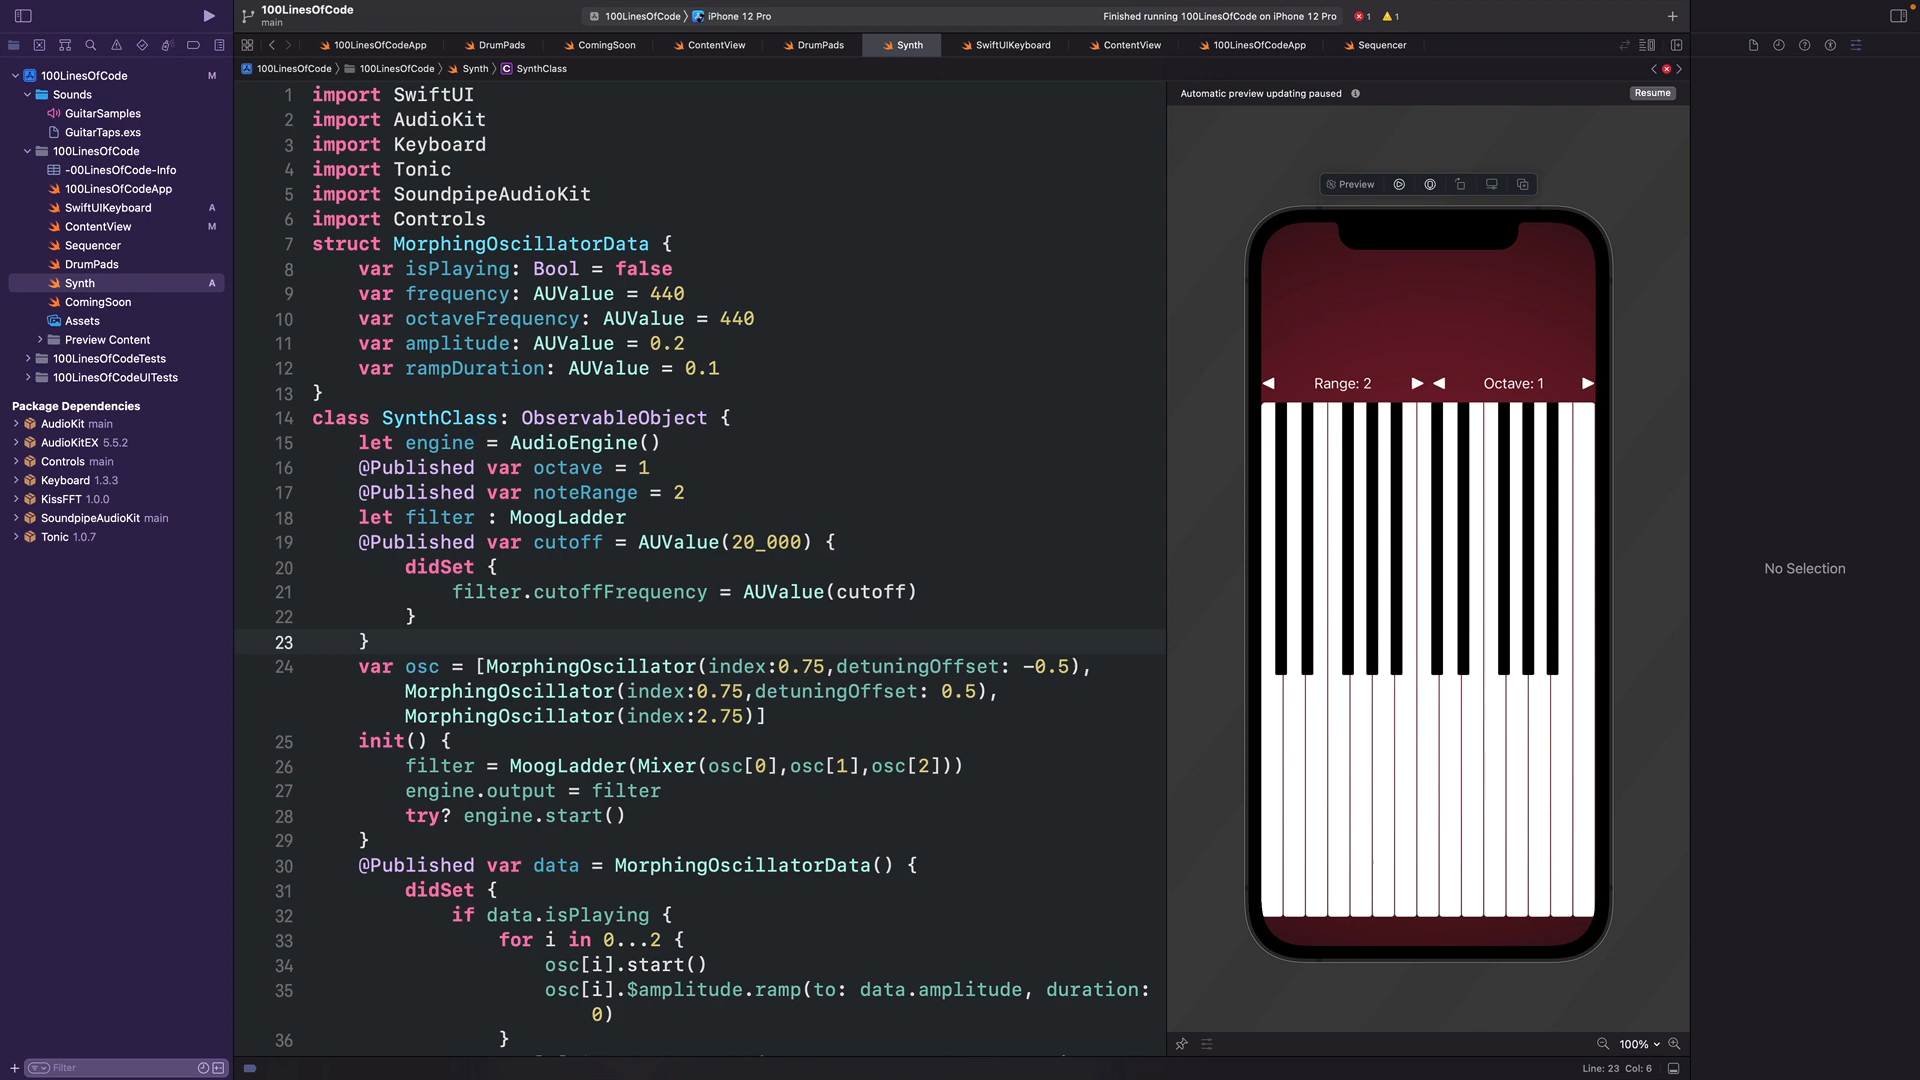 100LinesOfCode
main
100LinesOfCode
iPhone 12 Pro
Finished running 100LinesOfCode on iPhone 12 Pro
1
1
100LinesOfCodeApp
DrumPads
ComingSoon
ContentView
DrumPads
Synth
SwiftUIKeyboard
ContentView
100LinesOfCodeApp
Sequencer
100LinesOfCode
100LinesOfCode
Synth
C SynthClass
100LinesOfCode M
Sounds
GuitarSamples
GuitarTaps.exs
100LinesOfCode
-00LinesOfCode-Info
100LinesOfCodeApp
SwiftUIKeyboard A
ContentView M
Sequencer
DrumPads
Synth A
ComingSoon
Assets
Preview Content
100LinesOfCodeTests
100LinesOfCodeUITests
Package Dependencies
AudioKit main
AudioKitEX 5.5.2
Controls main
Keyboard 1.3.3
KissFFT 1.0.0
SoundpipeAudioKit main
Tonic 1.0.7
Filter
1 import SwiftUI
2 import AudioKit
3 import Keyboard
4 import Tonic
5 import SoundpipeAudioKit
6 import Controls
7 struct MorphingOscillatorData {
8 var isPlaying: Bool = false
9 var frequency: AUValue = 440
10 var octaveFrequency: AUValue = 440
11 var amplitude: AUValue = 0.2
12 var rampDuration: AUValue = 0.1
13 }
14 class SynthClass: ObservableObject {
15 let engine = AudioEngine()
16 @Published var octave = 1
17 @Published var noteRange = 2
18 let filter : MoogLadder
19 @Published var cutoff = AUValue(20_000) {
20 didSet {
21 filter.cutoffFrequency = AUValue(cutoff)
22 }
23 }
24 var osc = [MorphingOscillator(index:0.75,detuningOffset: -0.5),
MorphingOscillator(index:0.75,detuningOffset: 0.5),
MorphingOscillator(index:2.75)]
25 init() {
26 filter = MoogLadder(Mixer(osc[0],osc[1],osc[2]))
27 engine.output = filter
28 try? engine.start()
29 }
30 @Published var data = MorphingOscillatorData() {
31 didSet {
32 if data.isPlaying {
33 for i in 0...2 {
34 osc[i].start()
35 osc[i].$amplitude.ramp(to: data.amplitude, duration:
0)
36 }
Automatic preview updating paused
Resume
Preview
Range: 2
Octave: 1
100%
No Selection
Line: 23 Col: 6